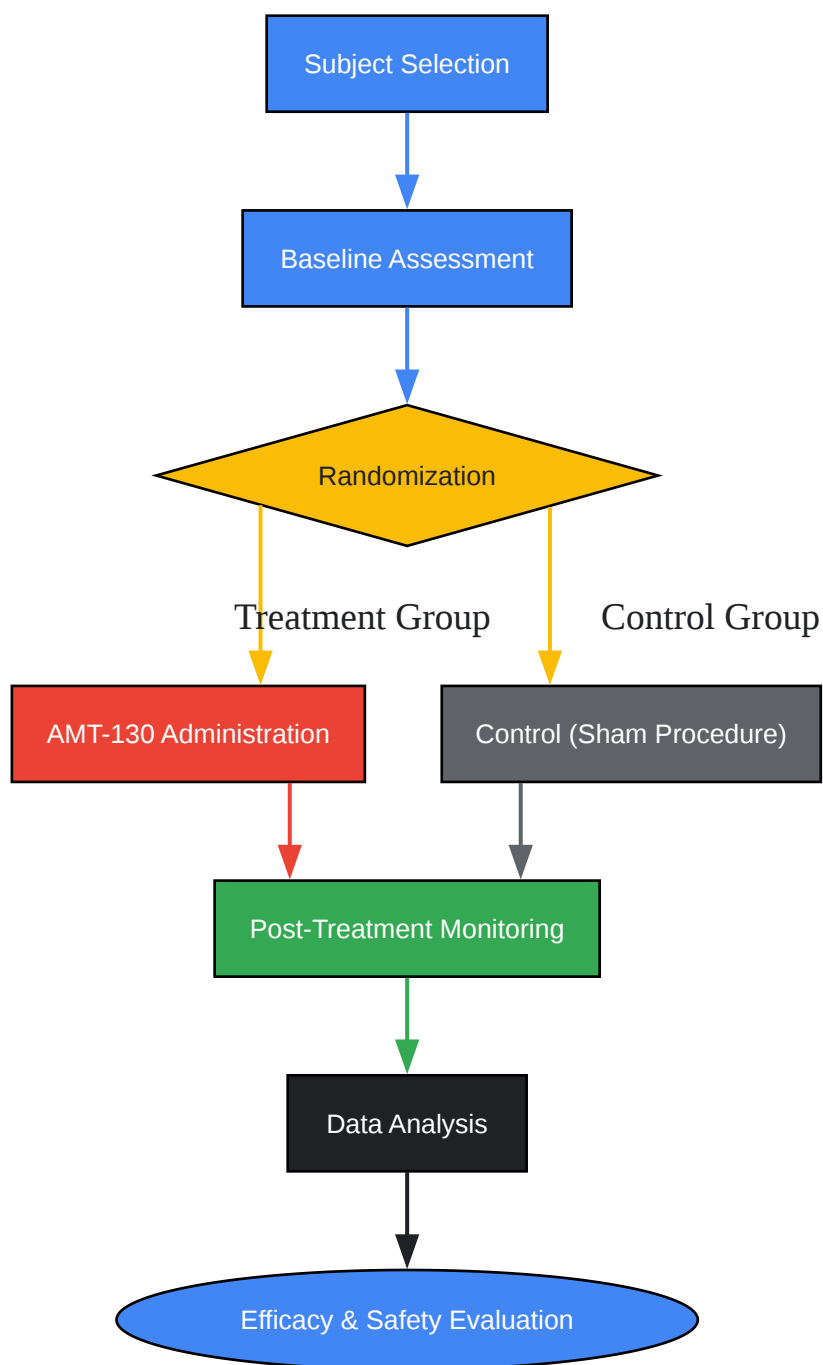 Subject Selection
Baseline Assessment
Randomization
Treatment Group
Control Group
AMT-130 Administration
Control (Sham Procedure)
Post-Treatment Monitoring
Data Analysis
Efficacy & Safety Evaluation